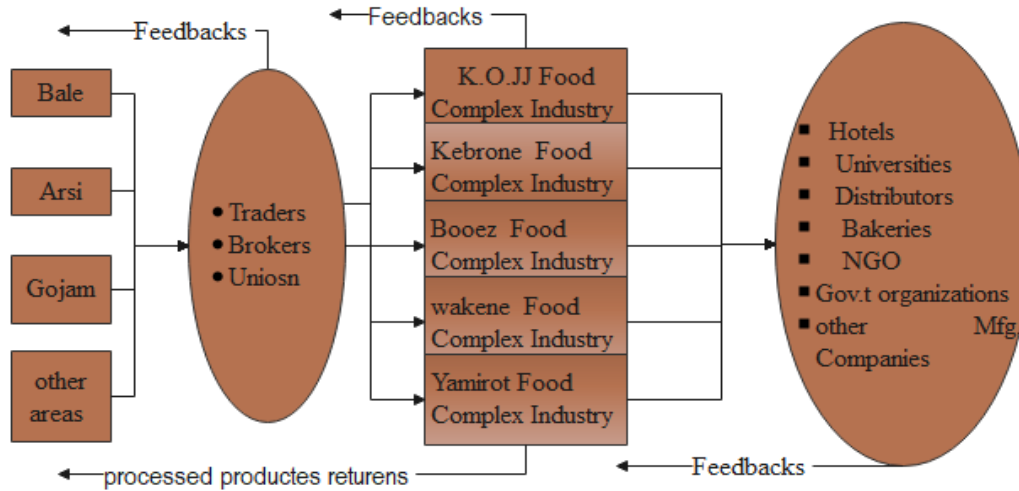 Feedbacks
Feedbacks
Bale
Arsi
Gojam
other
areas
Traders
Brokers
Uniosn
K.O.JJ Food
Complex Industry
Kebrone Food
Complex Industry
Booez Food
Complex Industry
wakene Food
Complex Industry
Yamirot Food
Complex Industry
Hotels
Universities
Distributors
Bakeries
NGO
Gov.t organizations
other Mfg,
Companies
processed productes returens
Feedbacks